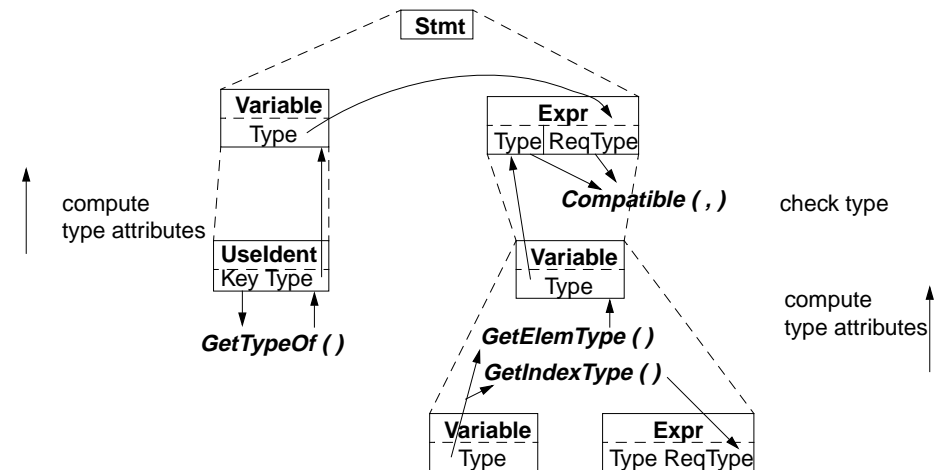 Stmt
Variable
Type
Expr
Type ReqType
Compatible ( , )
check type
compute
type attributes
UseIdent
Key Type
Variable
Type
compute
type attributes
GetTypeOf ( )
GetElemType ( )
GetIndexType ( )
Variable
Type
Expr
Type ReqType